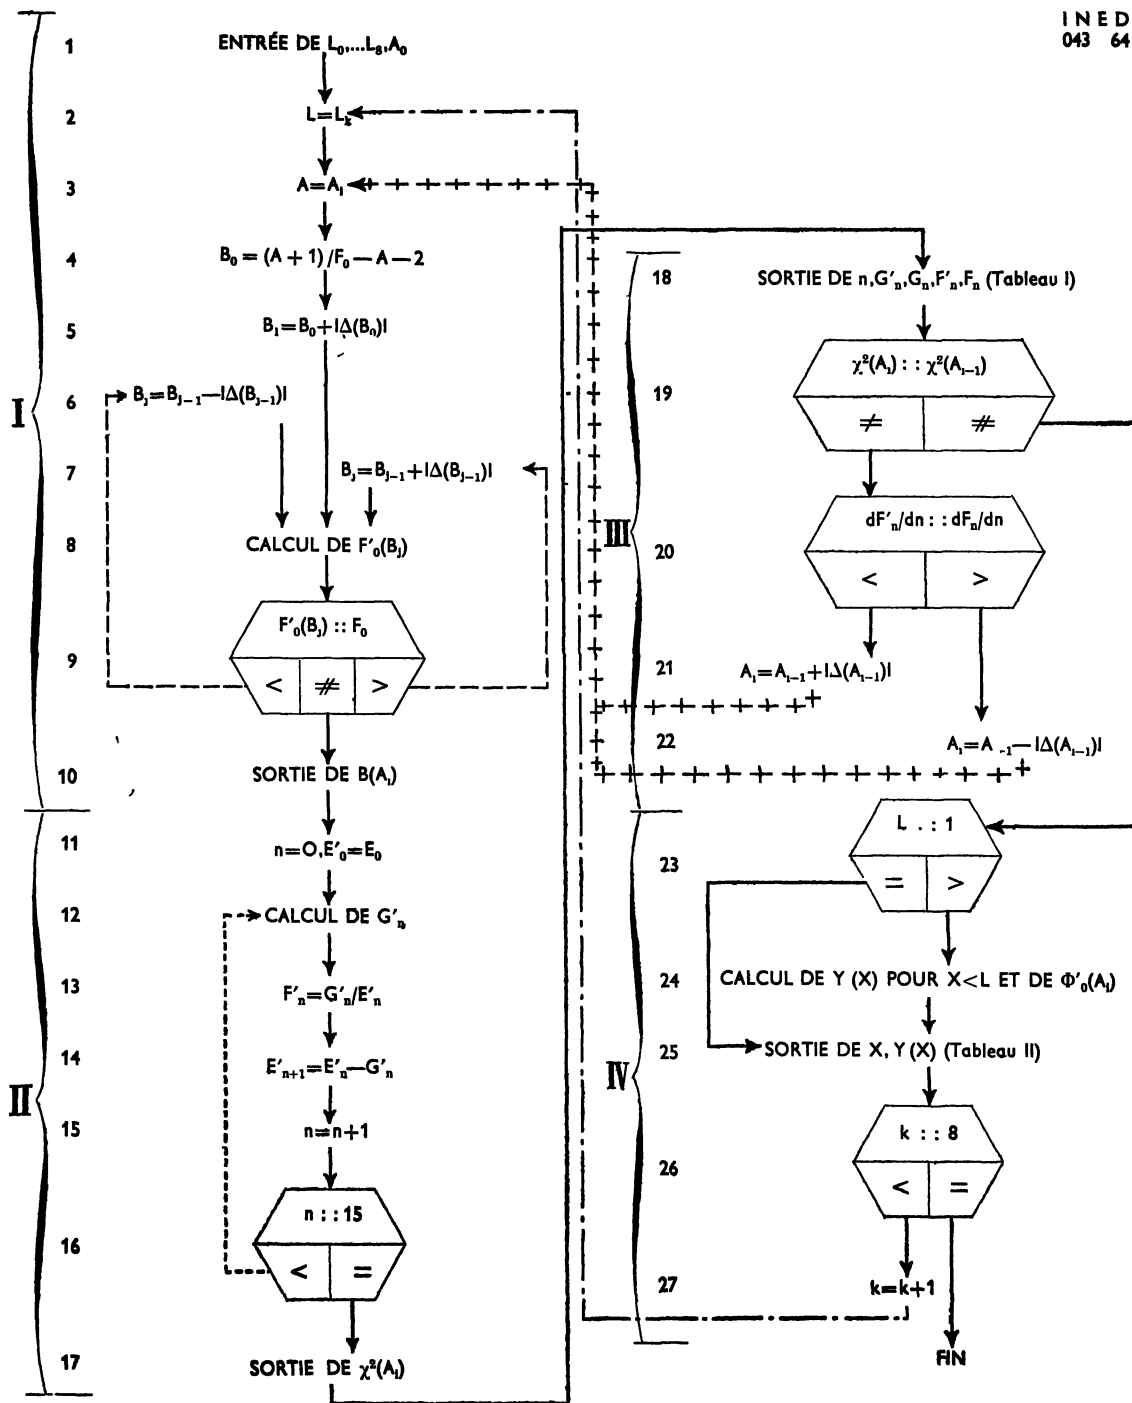 INED
043 64
1 ENTRÉE DE L₀,...L₈,A₀
2 L=Lₖ
3 A=Aᵢ
4 B₀=(A+1)/F₀—A—2
5 B₁=B₀+|Δ(B₀)|
6 Bⱼ=Bⱼ₋₁—|Δ(Bⱼ₋₁)|
7 Bⱼ=Bⱼ₋₁+|Δ(Bⱼ₋₁)|
8 CALCUL DE F′₀(Bⱼ)
F′₀(Bⱼ) :: F₀
9 < ≠ >
10 SORTIE DE B(Aᵢ)
I
11 n=O,E′₀=E₀
12 CALCUL DE G′ₙ
13 F′ₙ=G′ₙ/E′ₙ
14 E′ₙ₊₁=E′ₙ—G′ₙ
15 n=n+1
n : : 15
16 < =
17 SORTIE DE χ²(Aᵢ)
II
18 SORTIE DE n,G′ₙ,Gₙ,F′ₙ,Fₙ (Tableau I)
19 χ²(Aᵢ) : : χ²(Aᵢ₋₁)
≠ #
dF′ₙ/dn : : dFₙ/dn
20 < >
21 Aᵢ=Aᵢ₋₁+|Δ(Aᵢ₋₁)|
22 Aᵢ=A ₋₁—|Δ(Aᵢ₋₁)|
III
L . : 1
23 = >
24 CALCUL DE Y (X) POUR X<L ET DE Φ′₀(Aᵢ)
25 SORTIE DE X, Y (X) (Tableau II)
k : : 8
26 < =
27 k=k+1
FIN
IV